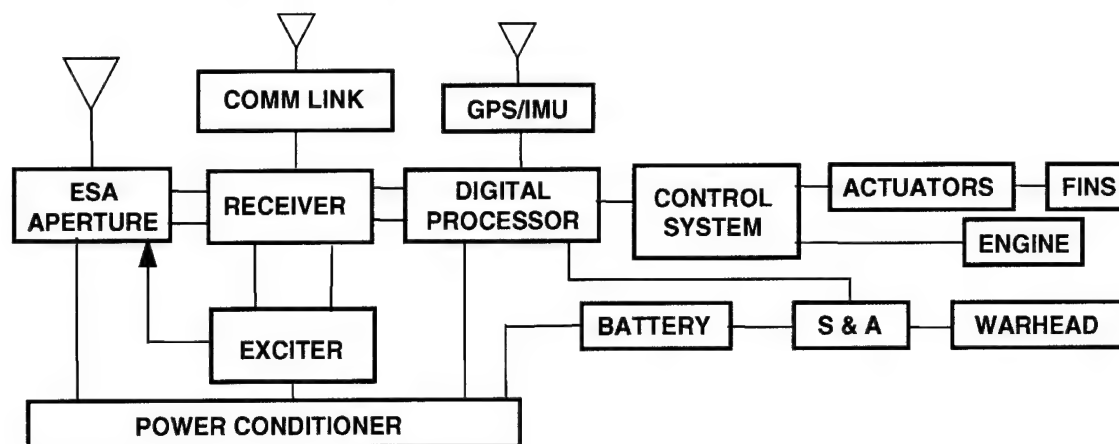 COMM LINK
GPS/IMU
ESA
APERTURE
RECEIVER
DIGITAL
PROCESSOR
CONTROL
SYSTEM
ACTUATORS
FINS
ENGINE
EXCITER
BATTERY
S & A
WARHEAD
POWER CONDITIONER